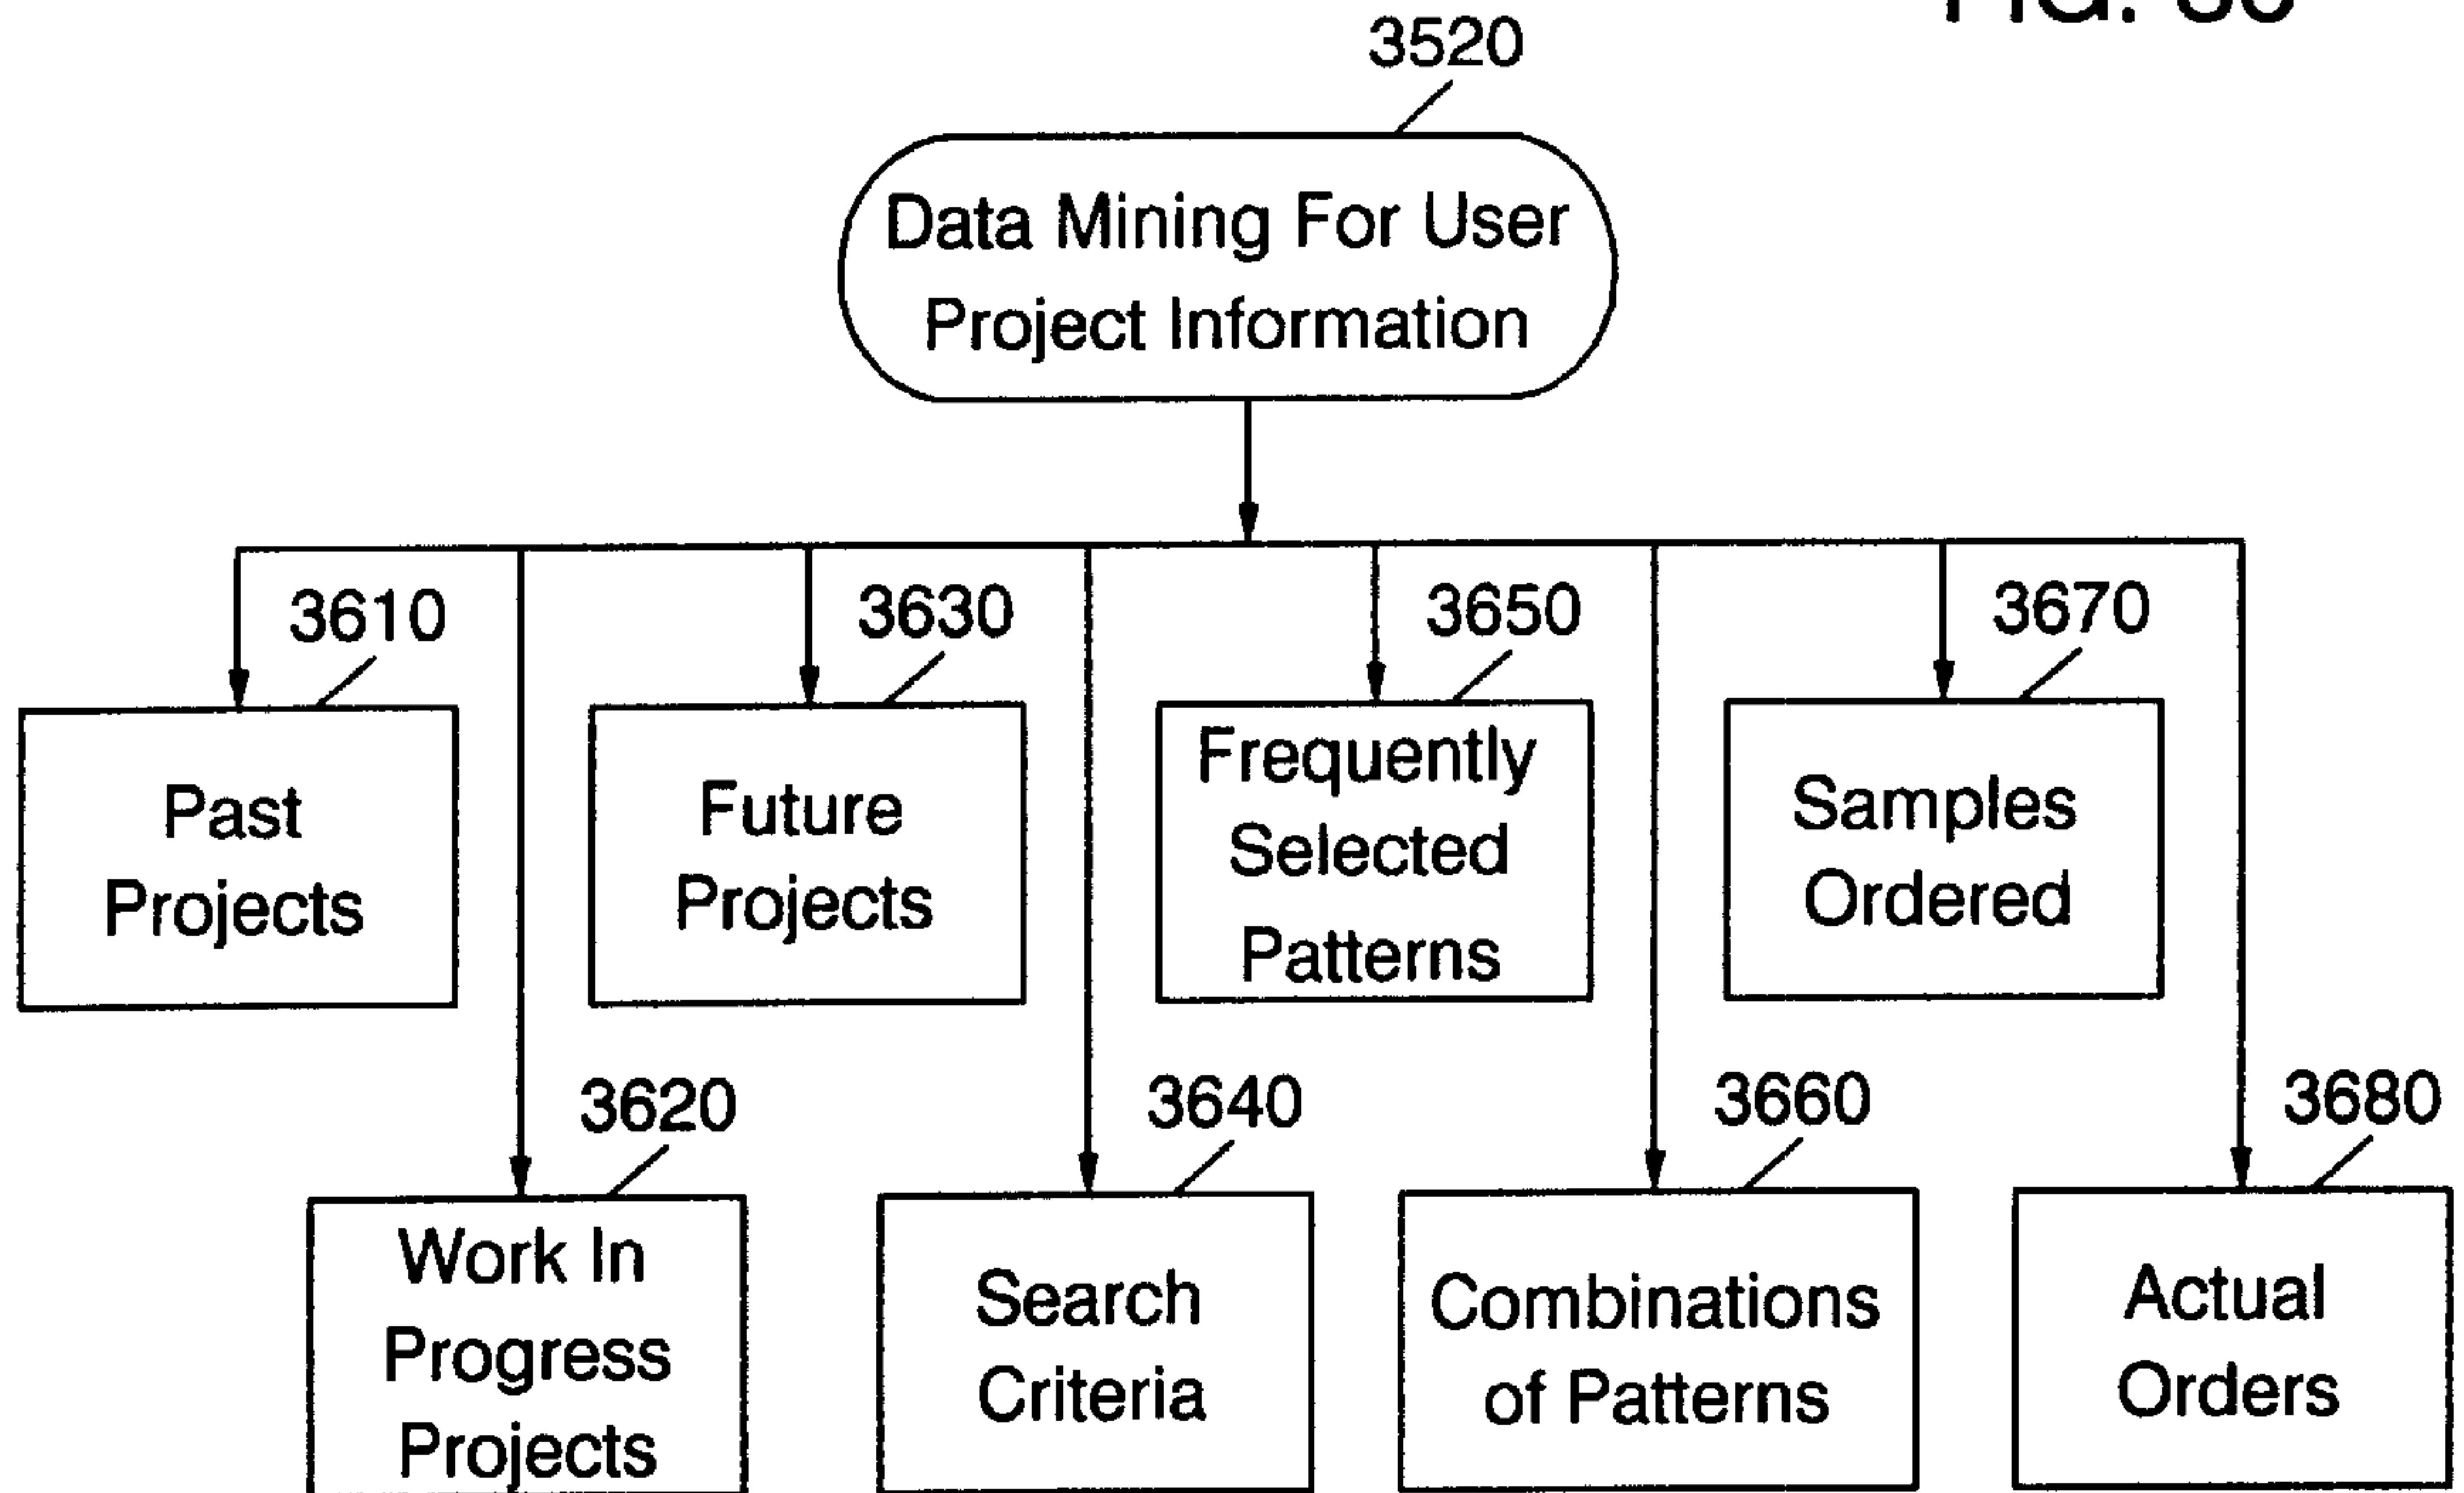 3520
Data Mining For User
Project Information
3610
3630
3650
3670
Past
Projects
Future
Projects
Frequently
Selected
Patterns
Samples
Ordered
3620
3640
3660
3680
Work In
Progress
Projects
Search
Criteria
Combinations
of Patterns
Actual
Orders